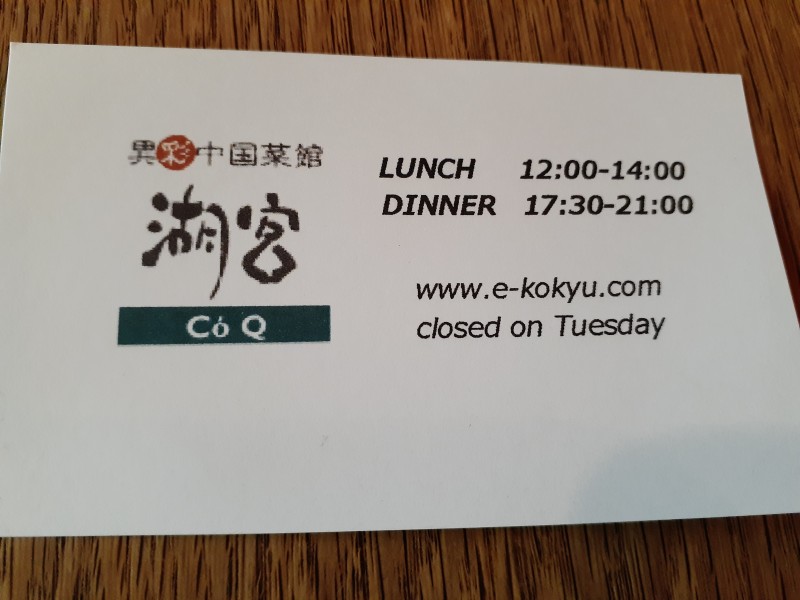 異彩中国菜館
湖宮
Có Q
LUNCH 12:00-14:00
DINNER 17:30-21:00
www.e-kokyu.com
closed on Tuesday